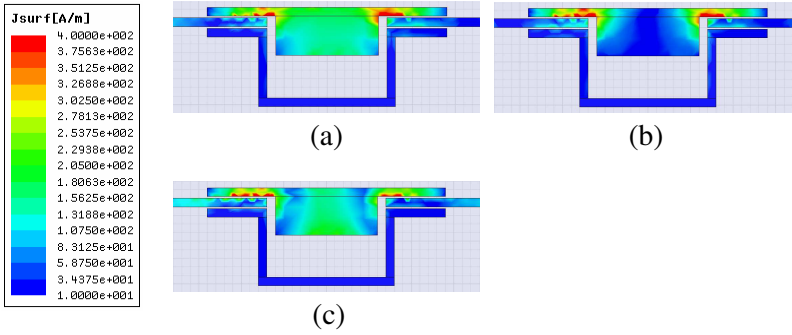 Jsurf[A/m]
4.0000e+002
3.7563e+002
3.5125e+002
3.2688e+002
3.0250e+002
2.7813e+002
2.5375e+002
2.2938e+002
2.0500e+002
1.8063e+002
1.5625e+002
1.3188e+002
1.0750e+002
8.3125e+001
5.8750e+001
3.4375e+001
1.0000e+001
(a)
(b)
(c)